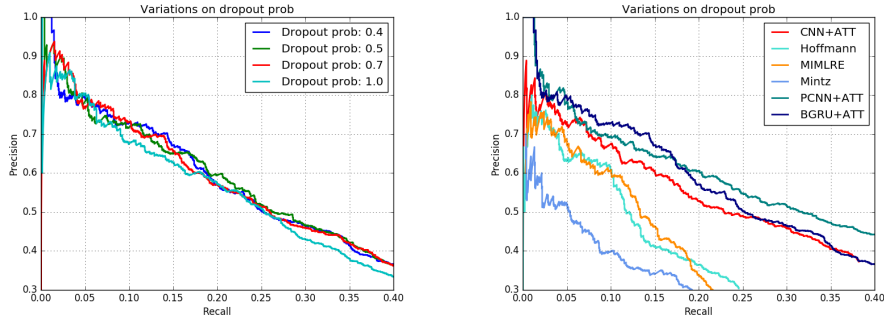 Variations on dropout prob
1.0
0.9
0.8
0.7
0.6
0.5
0.4
0.3
Precision
0.00 0.05 0.10 0.15 0.20 0.25 0.30 0.35 0.40
Recall
Dropout prob: 0.4
Dropout prob: 0.5
Dropout prob: 0.7
Dropout prob: 1.0
Variations on dropout prob
1.0
0.9
0.8
0.7
0.6
0.5
0.4
0.3
Precision
0.00 0.05 0.10 0.15 0.20 0.25 0.30 0.35 0.40
Recall
CNN+ATT
Hoffmann
MIMLRE
Mintz
PCNN+ATT
BGRU+ATT